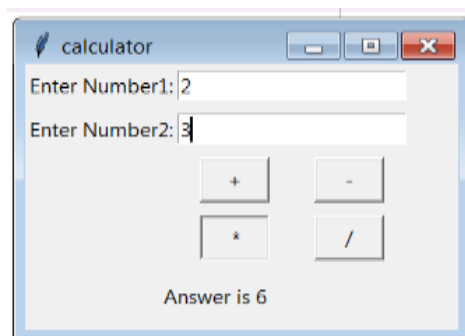 calculator
Enter Number1: 2
Enter Number2: 3
+ -
* /
Answer is 6